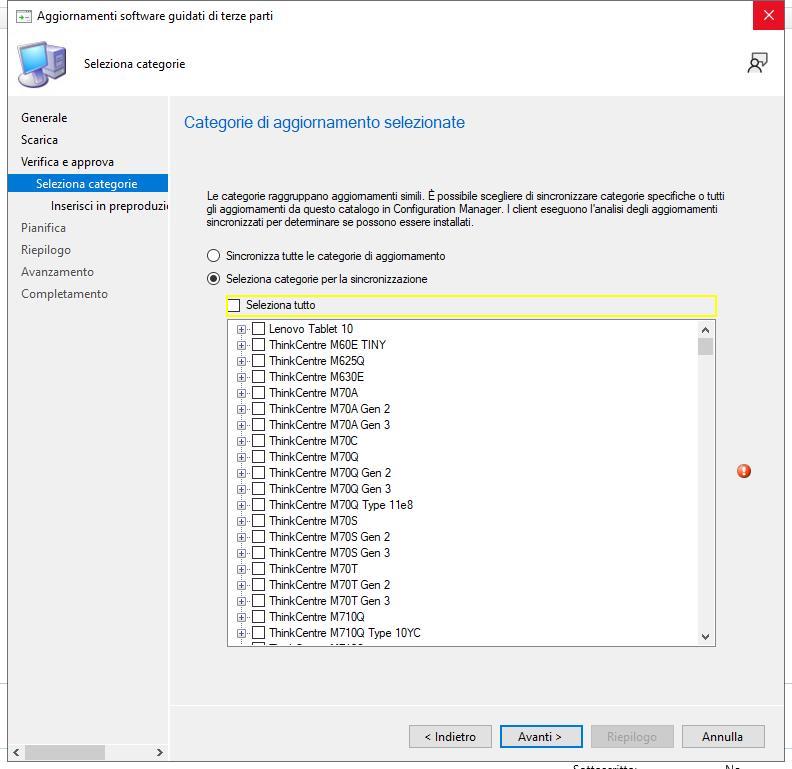 Aggiornamenti software guidati di terze parti
Seleziona categorie
Generale
Scarica
Verifica e approva
Seleziona categorie
Inserisci in preproduzi
Pianifica
Riepilogo
Avanzamento
Completamento
Categorie di aggiornamento selezionate
Le categorie raggruppano aggiornamenti simili. È possibile scegliere di sincronizzare categorie specifiche o tutti
gli aggiornamenti da questo catalogo in Configuration Manager. I client eseguono l'analisi degli aggiornamenti
sincronizzati per determinare se possono essere installati.
Sincronizza tutte le categorie di aggiornamento
Seleziona categorie per la sincronizzazione
Seleziona tutto
Lenovo Tablet 10
ThinkCentre M60E TINY
ThinkCentre M625Q
ThinkCentre M630E
ThinkCentre M70A
ThinkCentre M70A Gen 2
ThinkCentre M70A Gen 3
ThinkCentre M70C
ThinkCentre M70Q
ThinkCentre M70Q Gen 2
ThinkCentre M70Q Gen 3
ThinkCentre M70Q Type 11e8
ThinkCentre M70S
ThinkCentre M70S Gen 2
ThinkCentre M70S Gen 3
ThinkCentre M70T
ThinkCentre M70T Gen 2
ThinkCentre M70T Gen 3
ThinkCentre M710Q
ThinkCentre M710Q Type 10YC
< Indietro
Avanti >
Riepilogo
Annulla